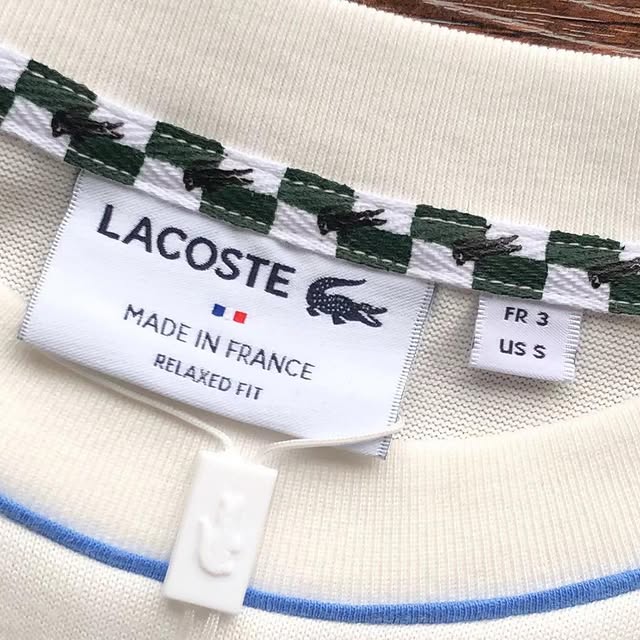 LACOSTE
MADE IN FRANCE
RELAXED FIT
FR 3
US S